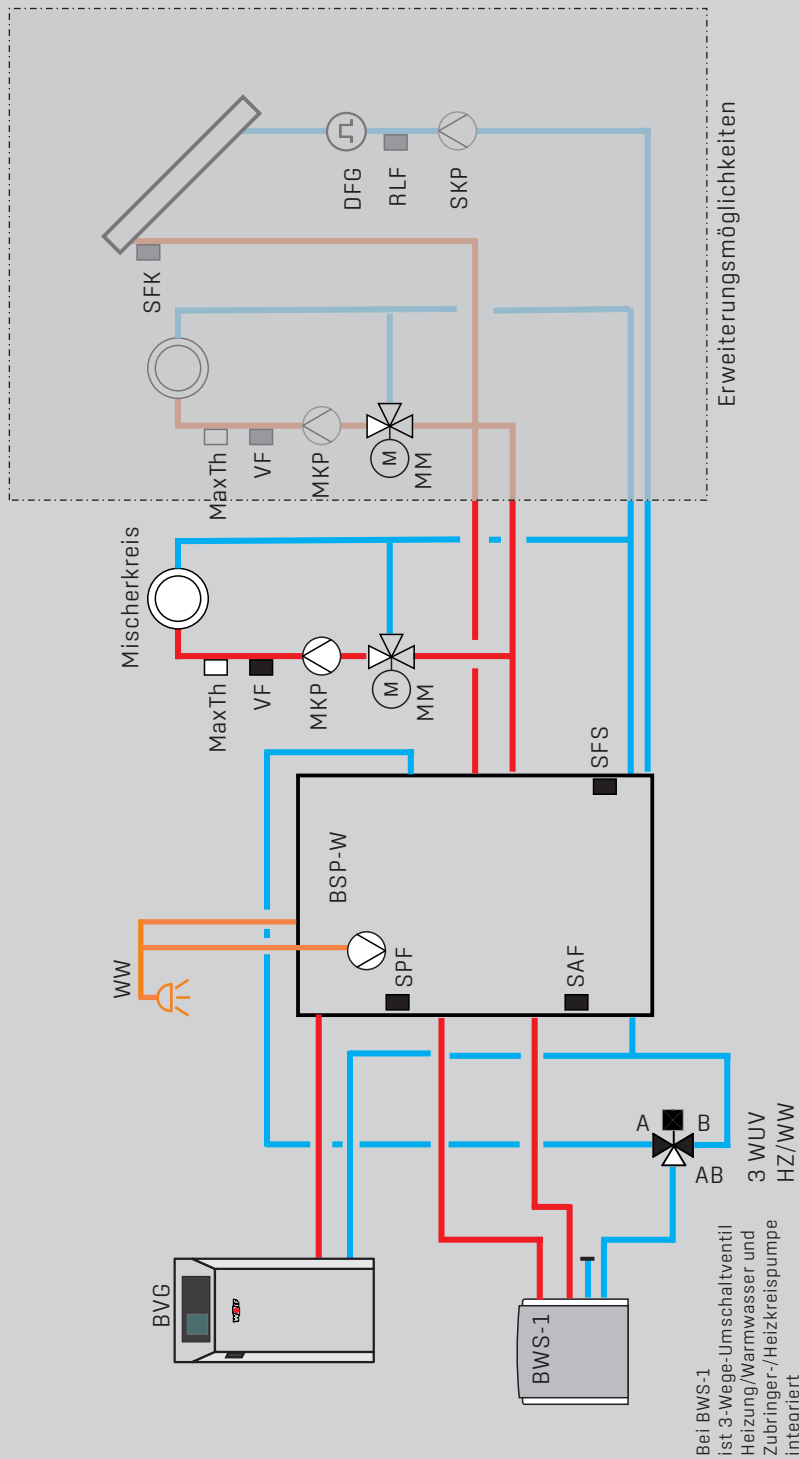 BVG
WOLF
BWS-1
Bei BWS-1
ist 3-Wege-Umschaltventil
Heizung/Warmwasser und
Zubringer-/Heizkreispumpe
integriert
WW
BSP-W
SPF
SAF
SFS
A
B
AB
3 WUV
HZ/WW
Mischerkreis
MaxTh
VF
MKP
M
MM
MaxTh
VF
MKP
M
MM
SFK
DFG
RLF
SKP
Erweiterungsmöglichkeiten